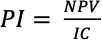 PI = NPV/IC